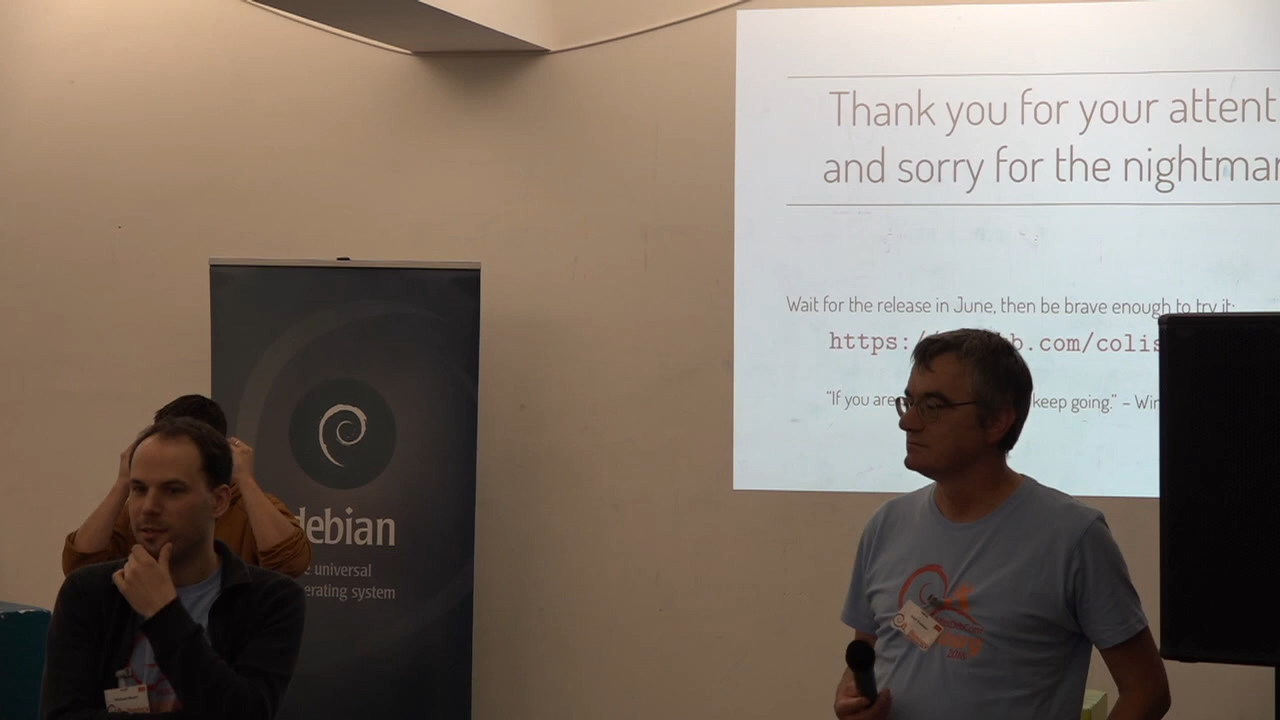 Thank you for your attent
and sorry for the nightmar
Wait for the release in June, then be brave enough to try it:
https: b.com/colis
"If you are keep going." – Win
debian
universal
erating system